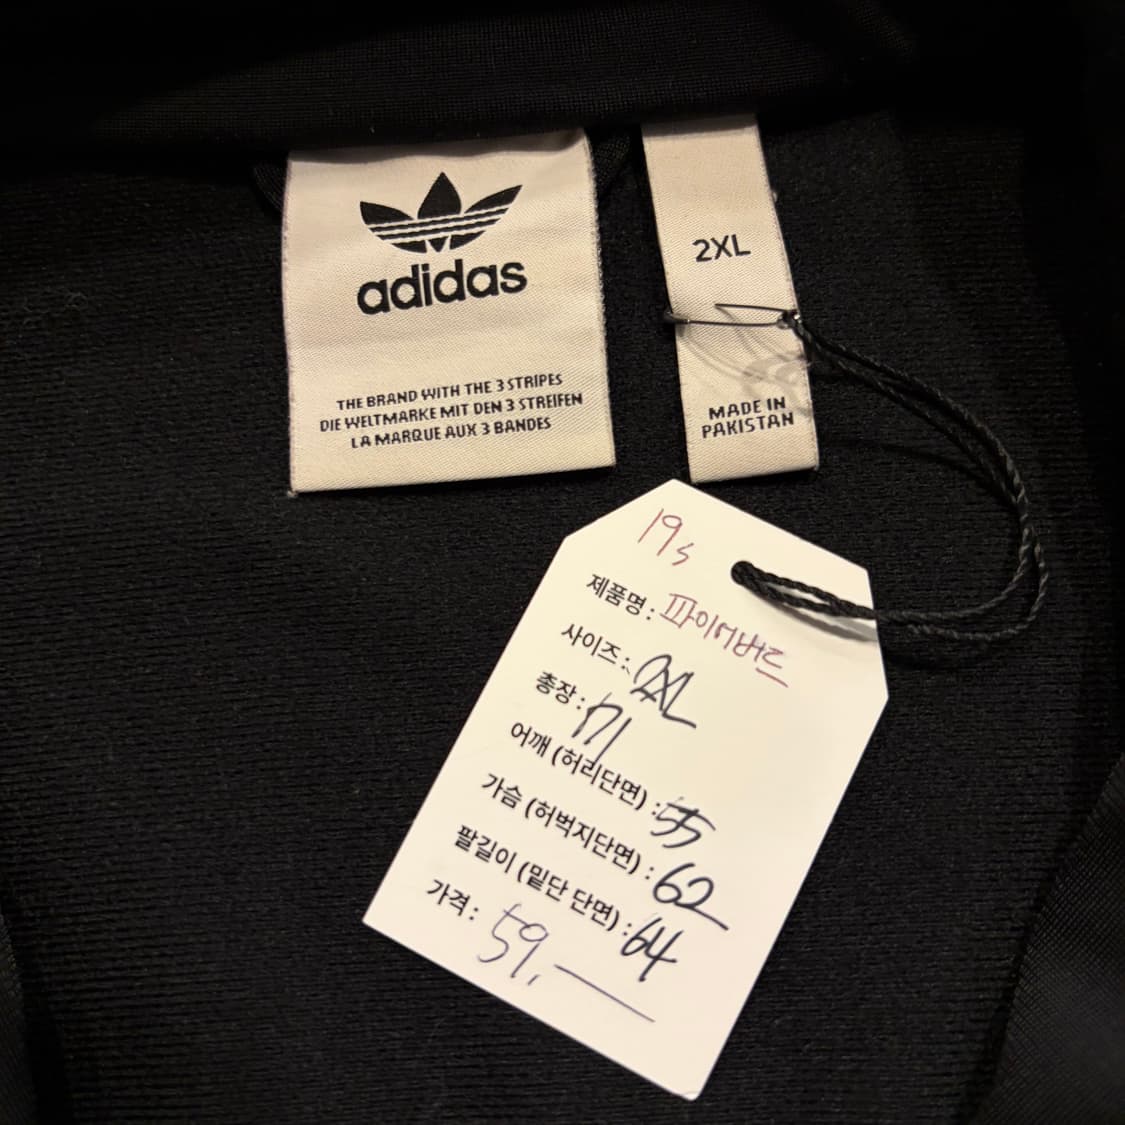 adidas
THE BRAND WITH THE 3 STRIPES
DIE WELTMARKE MIT DEN 3 STREIFEN
LA MARQUE AUX 3 BANDES
2XL
MADE IN
PAKISTAN
19s
제품명 : 파이어버드
사이즈 : 2XL
총장 : 71
어깨 (허리단면) : 55
가슴 (허벅지단면) : 62
팔길이 (밑단 단면) : 64
가격 : 59,—